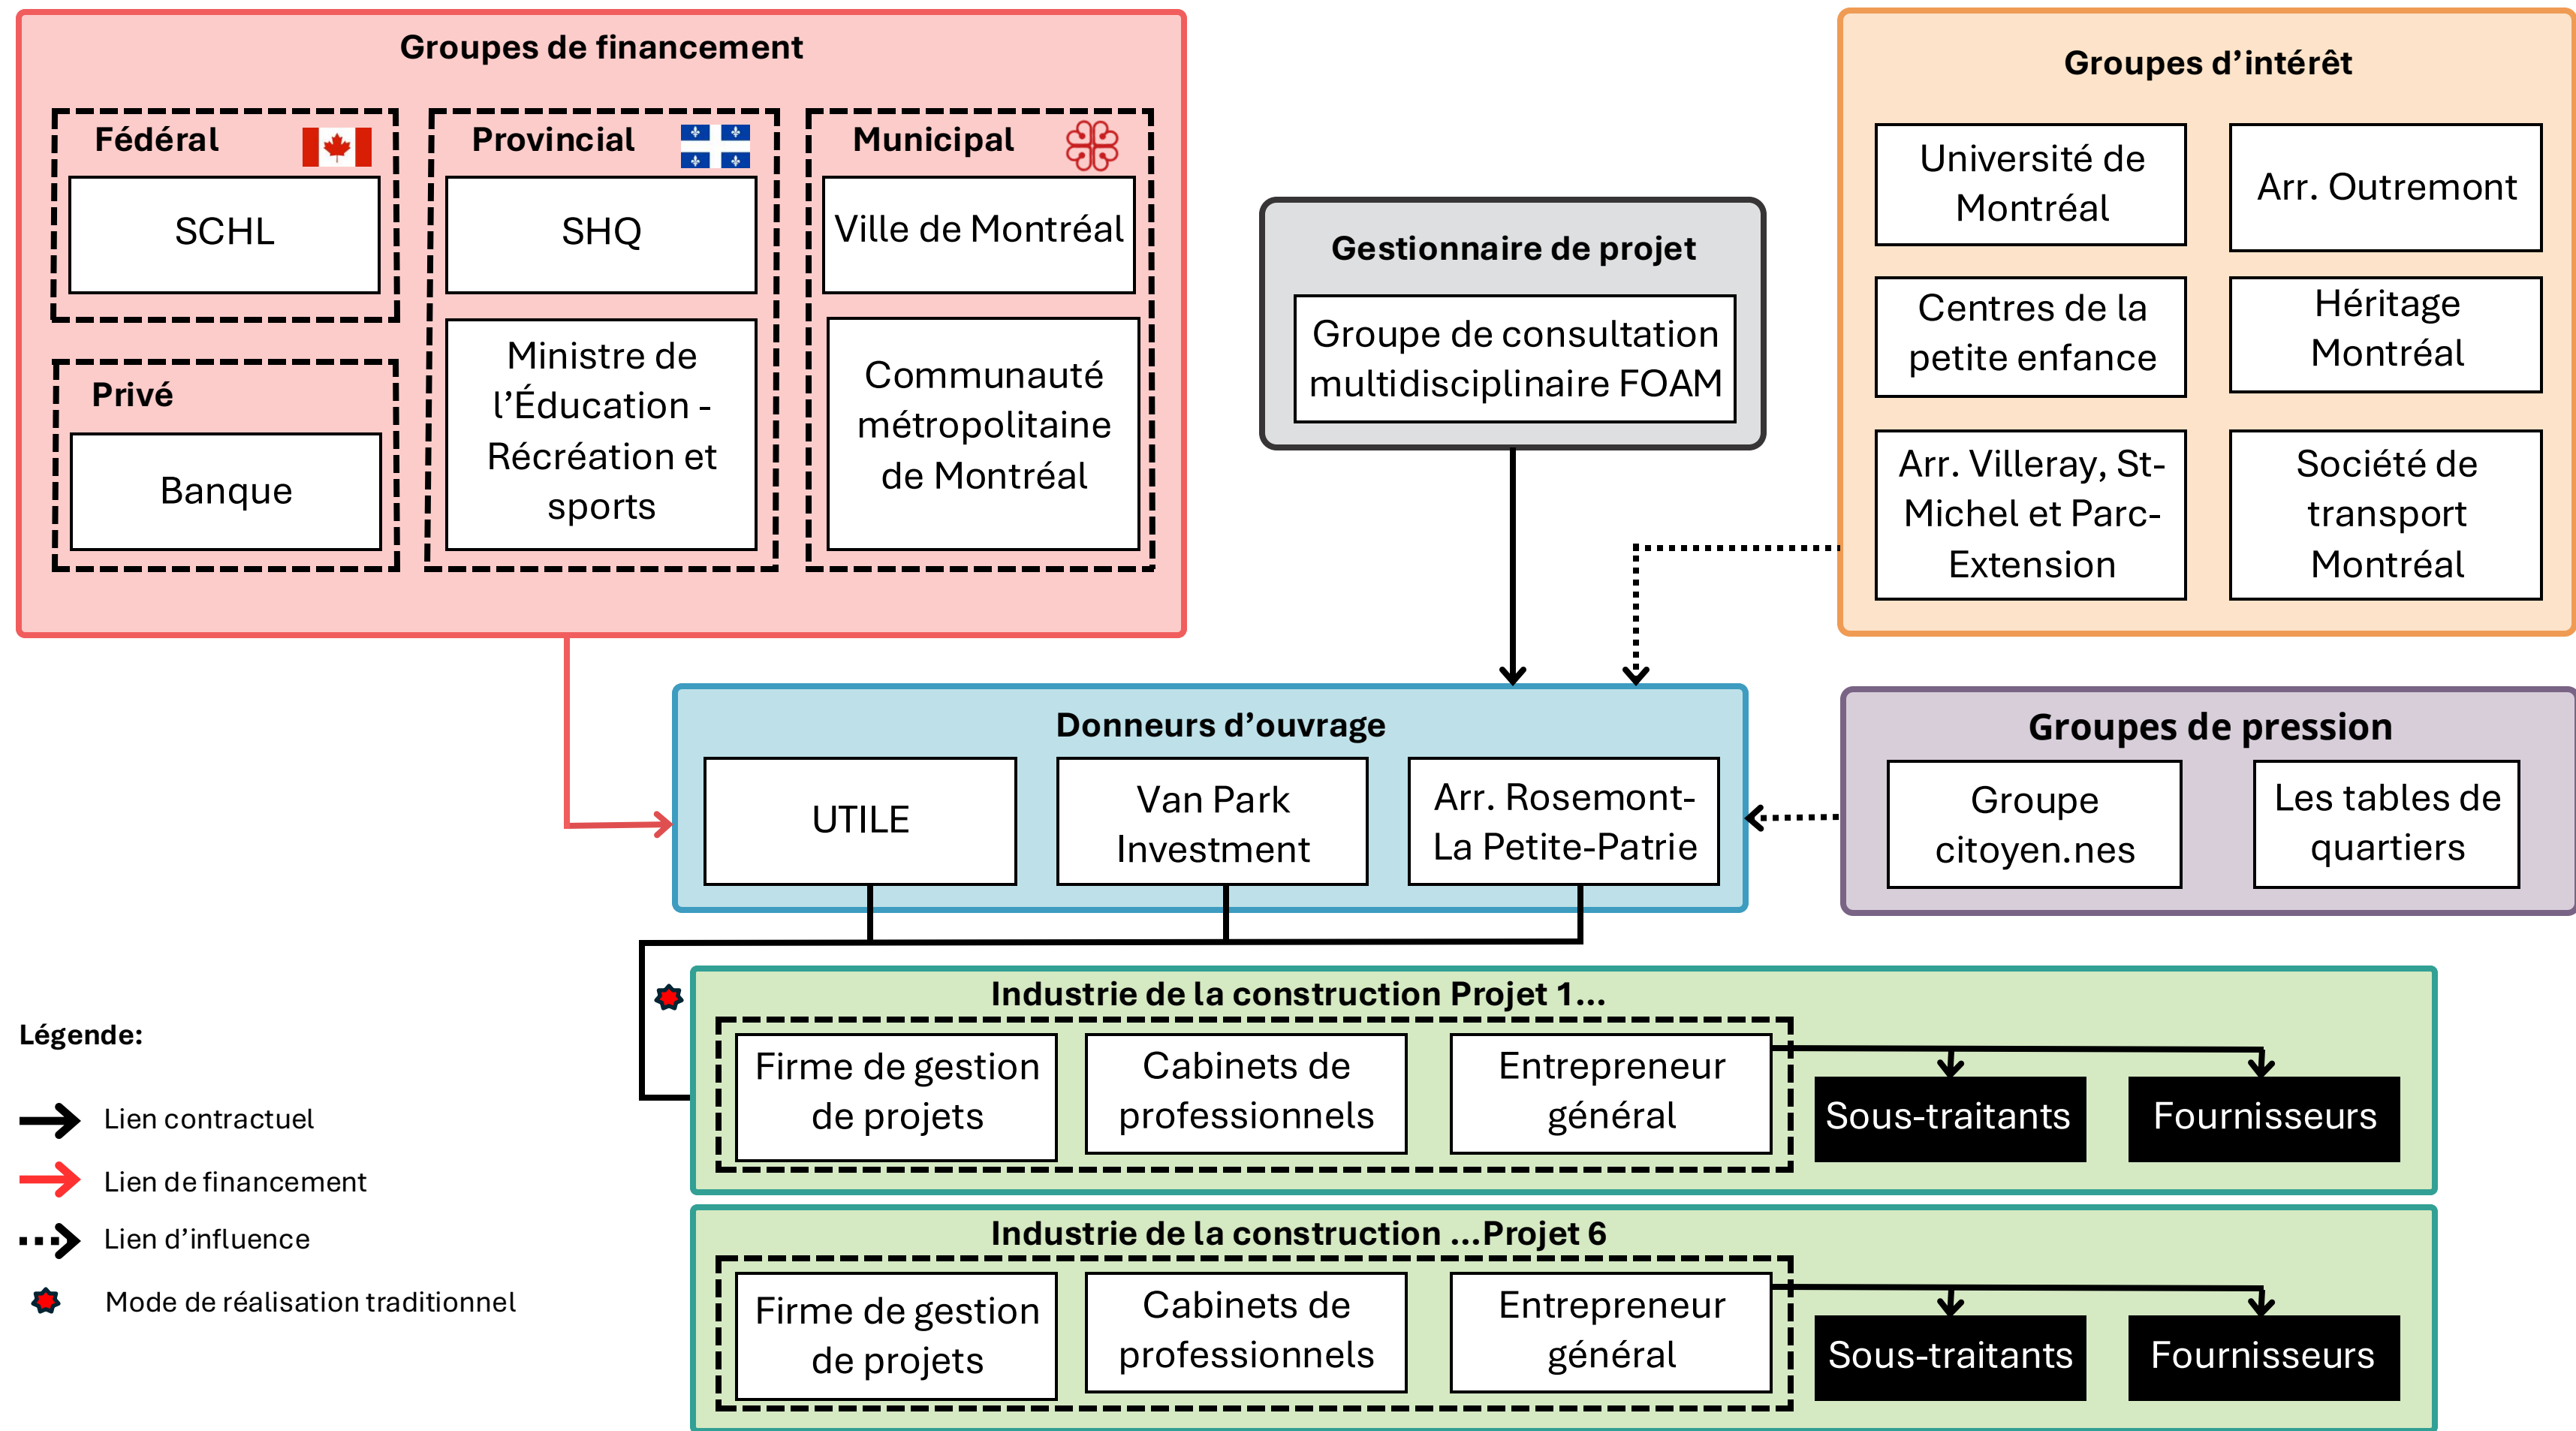 Groupes de financement
Fédéral
SCHL
Privé
Banque
Provincial
SHQ
Ministre de
l’Éducation -
Récréation et
sports
Municipal
Ville de Montréal
Communauté
métropolitaine
de Montréal
Gestionnaire de projet
Groupe de consultation
multidisciplinaire FOAM
Groupes d’intérêt
Université de
Montréal
Arr. Outremont
Centres de la
petite enfance
Héritage
Montréal
Arr. Villeray, St-
Michel et Parc-
Extension
Société de
transport
Montréal
Donneurs d’ouvrage
UTILE
Van Park
Investment
Arr. Rosemont-
La Petite-Patrie
Groupes de pression
Groupe
citoyen.nes
Les tables de
quartiers
Industrie de la construction Projet 1...
Firme de gestion
de projets
Cabinets de
professionnels
Entrepreneur
général
Sous-traitants
Fournisseurs
Industrie de la construction ...Projet 6
Firme de gestion
de projets
Cabinets de
professionnels
Entrepreneur
général
Sous-traitants
Fournisseurs
Légende:
Lien contractuel
Lien de financement
Lien d’influence
Mode de réalisation traditionnel